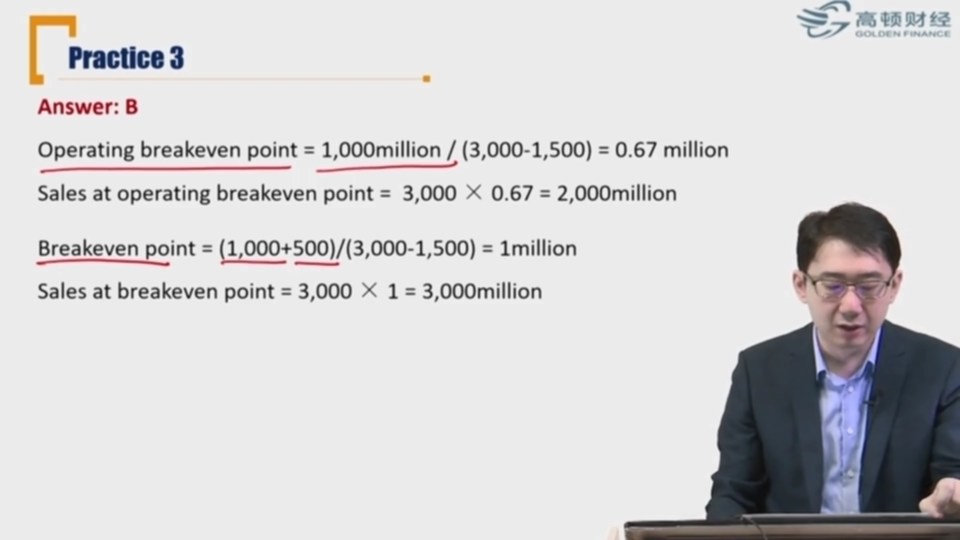 高顿财经
GOLDEN FINANCE
Practice 3
Answer: B
Operating breakeven point = 1,000million / (3,000-1,500) = 0.67 million
Sales at operating breakeven point = 3,000 × 0.67 = 2,000million
Breakeven point = (1,000+500)/(3,000-1,500) = 1million
Sales at breakeven point = 3,000 × 1 = 3,000million